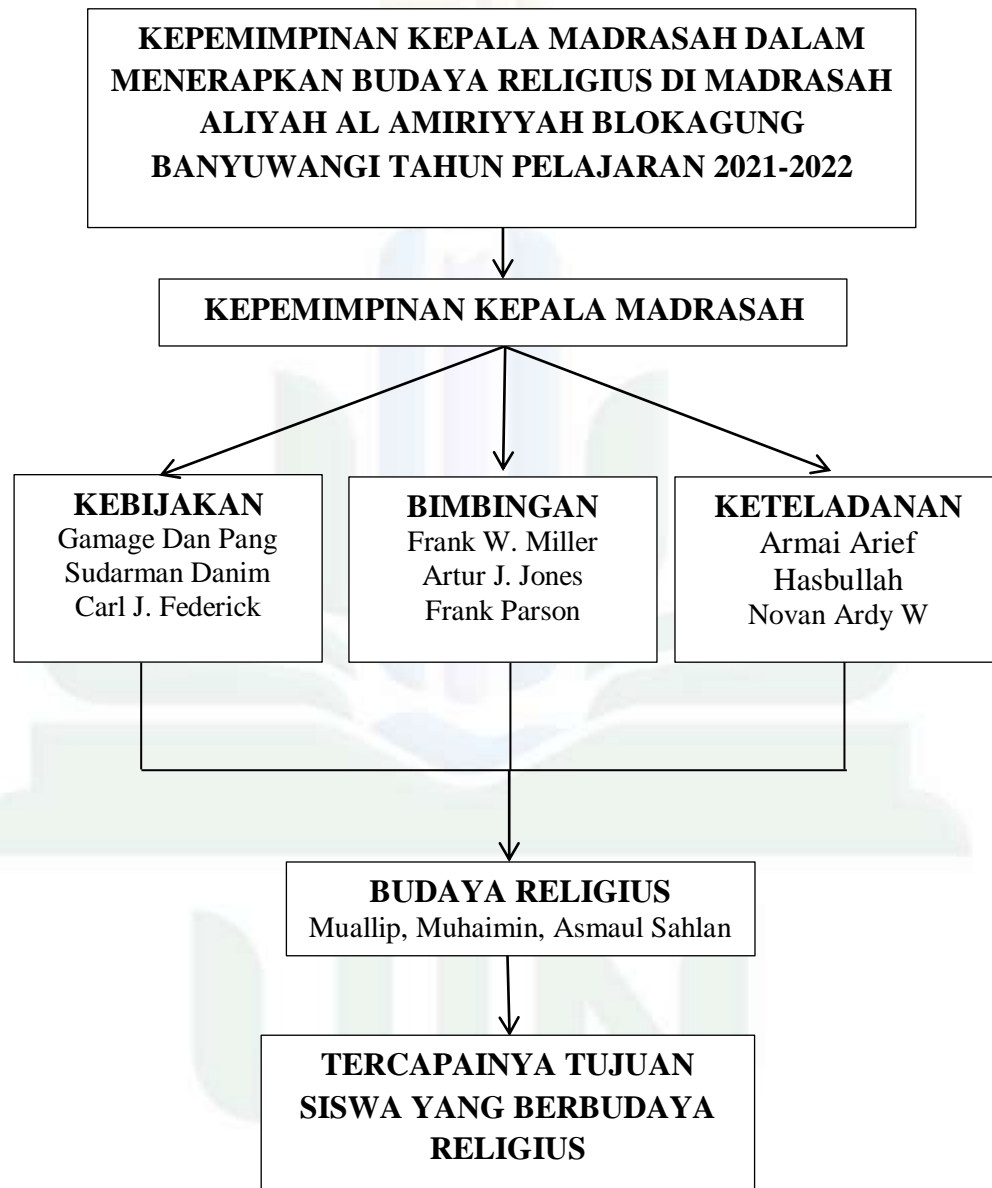 KEPEMIMPINAN KEPALA MADRASAH DALAM
MENERAPKAN BUDAYA RELIGIUS DI MADRASAH
ALIYAH AL AMIRIYYAH BLOKAGUNG
BANYUWANGI TAHUN PELAJARAN 2021-2022
KEPEMIMPINAN KEPALA MADRASAH
KEBIJAKAN
Gamage Dan Pang
Sudarman Danim
Carl J. Federick
BIMBINGAN
Frank W. Miller
Artur J. Jones
Frank Parson
KETELADANAN
Armai Arief
Hasbullah
Novan Ardy W
BUDAYA RELIGIUS
Muallip, Muhaimin, Asmaul Sahlan
TERCAPAINYA TUJUAN
SISWA YANG BERBUDAYA
RELIGIUS